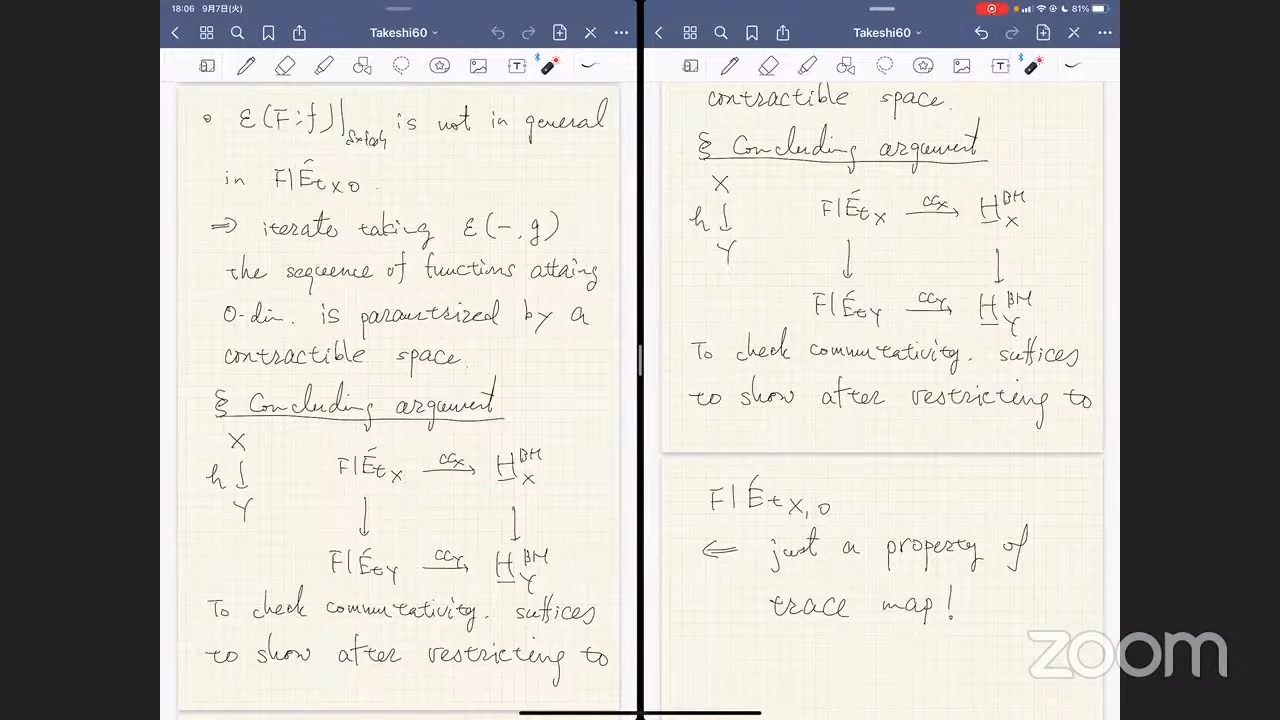 18:06 9月7日(火)
81%
Takeshi60
Takeshi60
• ε(F:f)| is not in general
in FlÉt_{X,0}.
⇒ iterate taking ε(-,g)
the sequence of functions attaing
0-dim. is parametrized by a
contractible space.
§ Concluding argument
X
h ↓
Y
FlÉt_X →^{CC_X} H^{BM}_X
↓ ↓
FlÉt_Y →^{CC_Y} H^{BM}_Y
To check commutativity. suffices
to show after restricting to
contractible space.
§ Concluding argument
X
h ↓
Y
FlÉt_X →^{CC_X} H^{BM}_X
↓ ↓
FlÉt_Y →^{CC_Y} H^{BM}_Y
To check commutativity. suffices
to show after restricting to
FlÉt_{X,0}
⇐ just a property of
trace map!
zoom